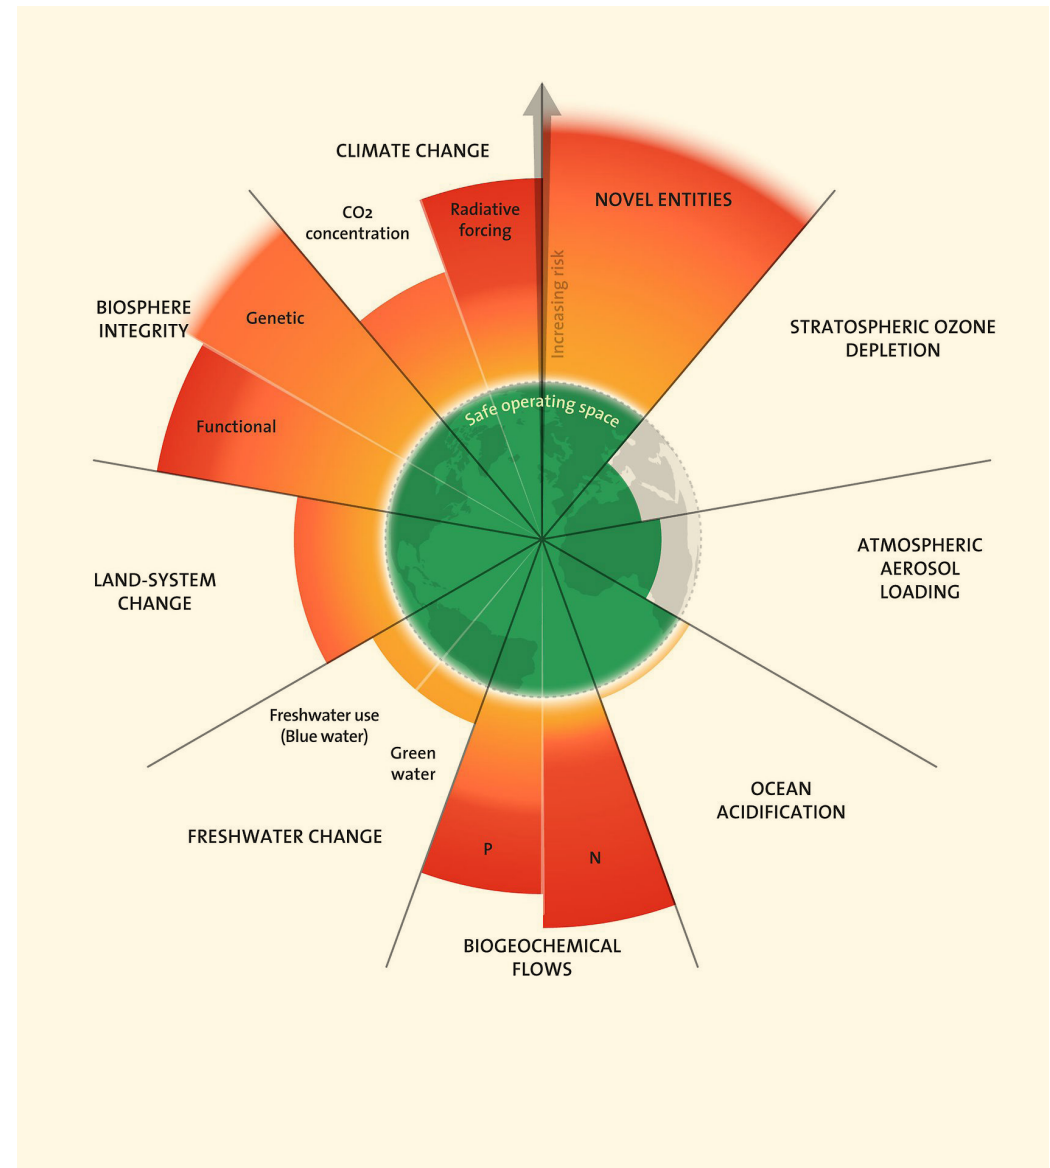 CLIMATE CHANGE
CO2
concentration
Radiative
forcing
NOVEL ENTITIES
Increasing risk
BIOSPHERE
INTEGRITY
Genetic
Functional
STRATOSPHERIC OZONE
DEPLETION
Safe operating space
LAND-SYSTEM
CHANGE
ATMOSPHERIC
AEROSOL
LOADING
Freshwater use
(Blue water)
Green
water
FRESHWATER CHANGE
OCEAN
ACIDIFICATION
P
N
BIOGEOCHEMICAL
FLOWS